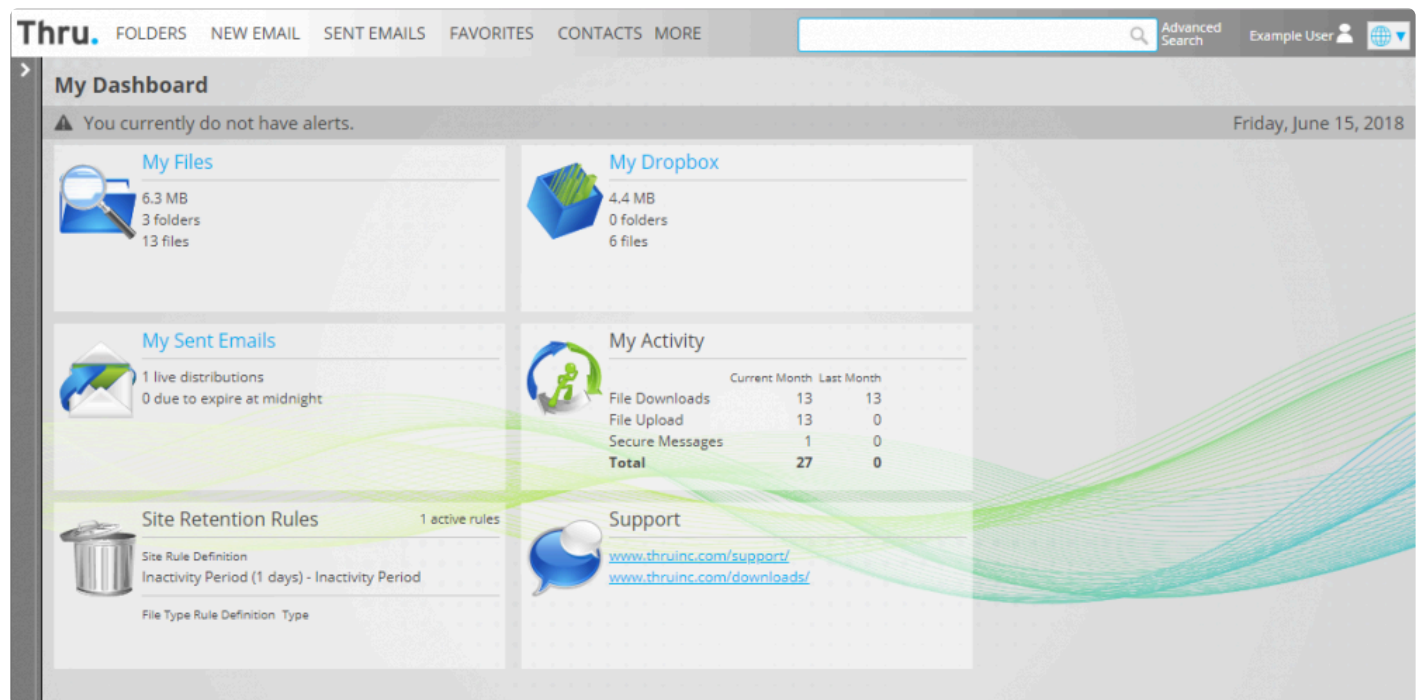 Thru. FOLDERS NEW EMAIL SENT EMAILS FAVORITES CONTACTS MORE Advanced Search Example User
My Dashboard
You currently do not have alerts. Friday, June 15, 2018
My Files
6.3 MB
3 folders
13 files
My Dropbox
4.4 MB
0 folders
6 files
My Sent Emails
1 live distributions
0 due to expire at midnight
My Activity
Current Month Last Month
File Downloads 13 13
File Upload 13 0
Secure Messages 1 0
Total 27 0
Site Retention Rules 1 active rules
Site Rule Definition
Inactivity Period (1 days) - Inactivity Period
File Type Rule Definition Type
Support
www.thruinc.com/support/
www.thruinc.com/downloads/